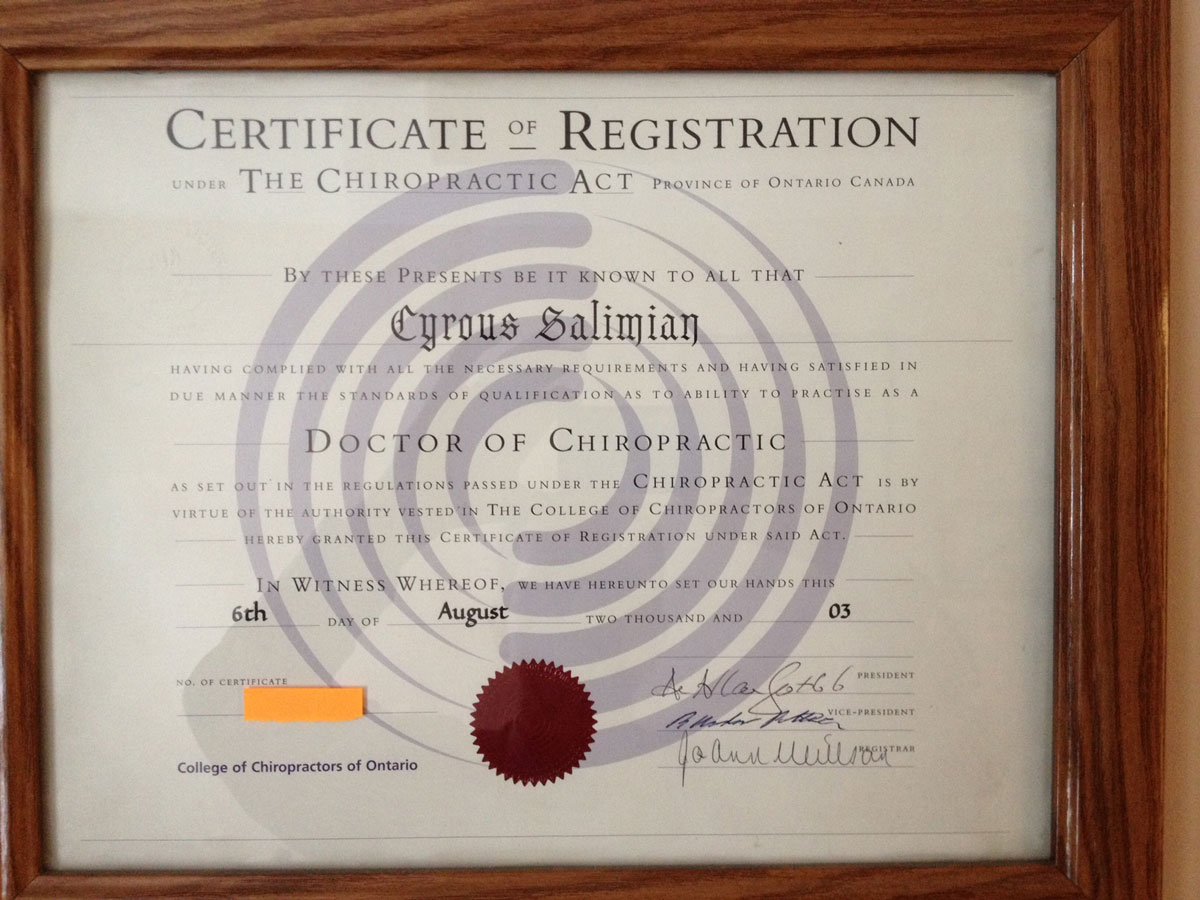 CERTIFICATE OF REGISTRATION
UNDER THE CHIROPRACTIC ACT PROVINCE OF ONTARIO CANADA
BY THESE PRESENTS BE IT KNOWN TO ALL THAT
Cyrous Salimian
HAVING COMPLIED WITH ALL THE NECESSARY REQUIREMENTS AND HAVING SATISFIED IN
DUE MANNER THE STANDARDS OF QUALIFICATION AS TO ABILITY TO PRACTISE AS A
DOCTOR OF CHIROPRACTIC
AS SET OUT IN THE REGULATIONS PASSED UNDER THE CHIROPRACTIC ACT IS BY
VIRTUE OF THE AUTHORITY VESTED IN THE COLLEGE OF CHIROPRACTORS OF ONTARIO
HEREBY GRANTED THIS CERTIFICATE OF REGISTRATION UNDER SAID ACT.
IN WITNESS WHEREOF, WE HAVE HEREUNTO SET OUR HANDS THIS
6th DAY OF August TWO THOUSAND AND 03
NO. OF CERTIFICATE
PRESIDENT
VICE-PRESIDENT
JoAnn REGISTRAR
College of Chiropractors of Ontario